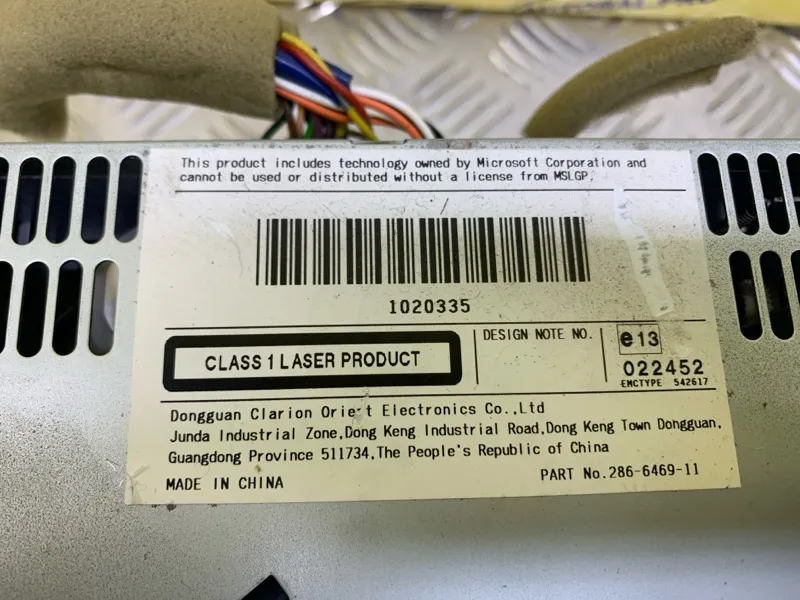 This product includes technology owned by Microsoft Corporation and
cannot be used or distributed without a license from MSLGP.
1020335
CLASS 1 LASER PRODUCT
DESIGN NOTE NO.
e13
022452
EMCTYPE 542617
Dongguan Clarion Orient Electronics Co.,Ltd
Junda Industrial Zone,Dong Keng Industrial Road,Dong Keng Town Dongguan,
Guangdong Province 511734,The People's Republic of China
MADE IN CHINA
PART No.286-6469-11